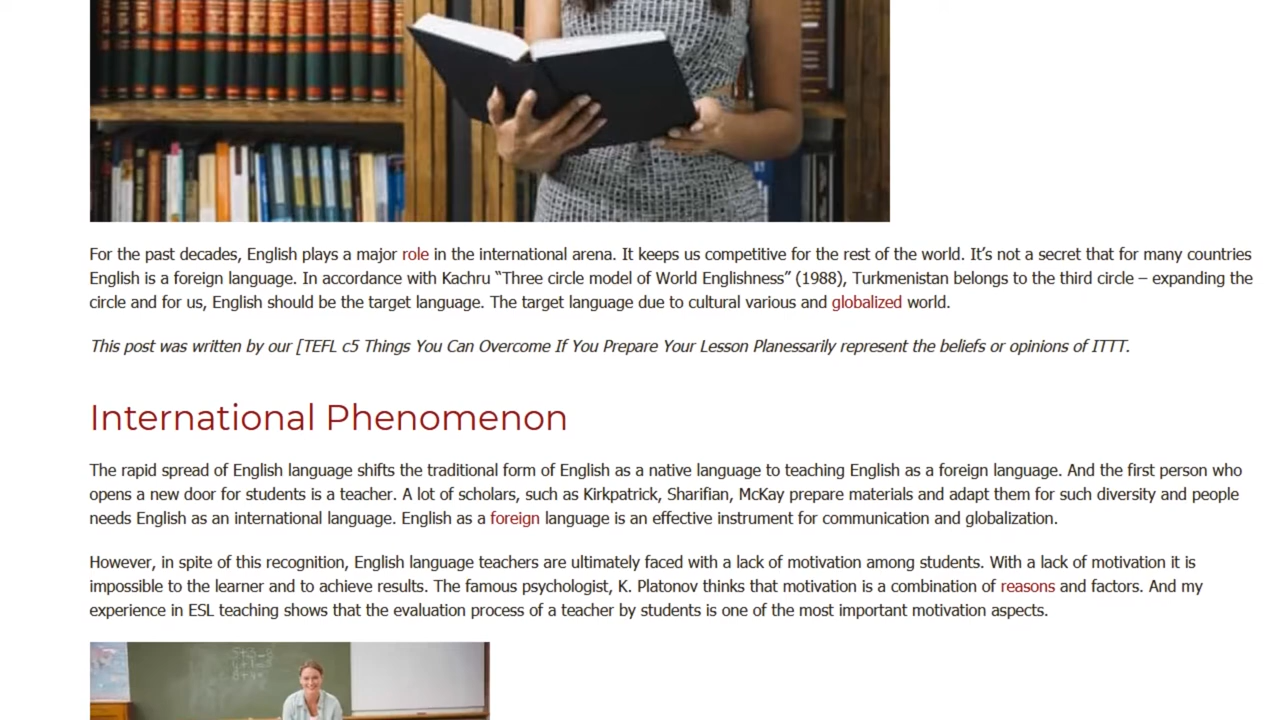 For the past decades, English plays a major role in the international arena. It keeps us competitive for the rest of the world. It’s not a secret that for many countries
English is a foreign language. In accordance with Kachru “Three circle model of World Englishness” (1988), Turkmenistan belongs to the third circle – expanding the
circle and for us, English should be the target language. The target language due to cultural various and globalized world.
This post was written by our [TEFL c5 Things You Can Overcome If You Prepare Your Lesson Planessarily represent the beliefs or opinions of ITTT.
International Phenomenon
The rapid spread of English language shifts the traditional form of English as a native language to teaching English as a foreign language. And the first person who
opens a new door for students is a teacher. A lot of scholars, such as Kirkpatrick, Sharifian, McKay prepare materials and adapt them for such diversity and people
needs English as an international language. English as a foreign language is an effective instrument for communication and globalization.
However, in spite of this recognition, English language teachers are ultimately faced with a lack of motivation among students. With a lack of motivation it is
impossible to the learner and to achieve results. The famous psychologist, K. Platonov thinks that motivation is a combination of reasons and factors. And my
experience in ESL teaching shows that the evaluation process of a teacher by students is one of the most important motivation aspects.